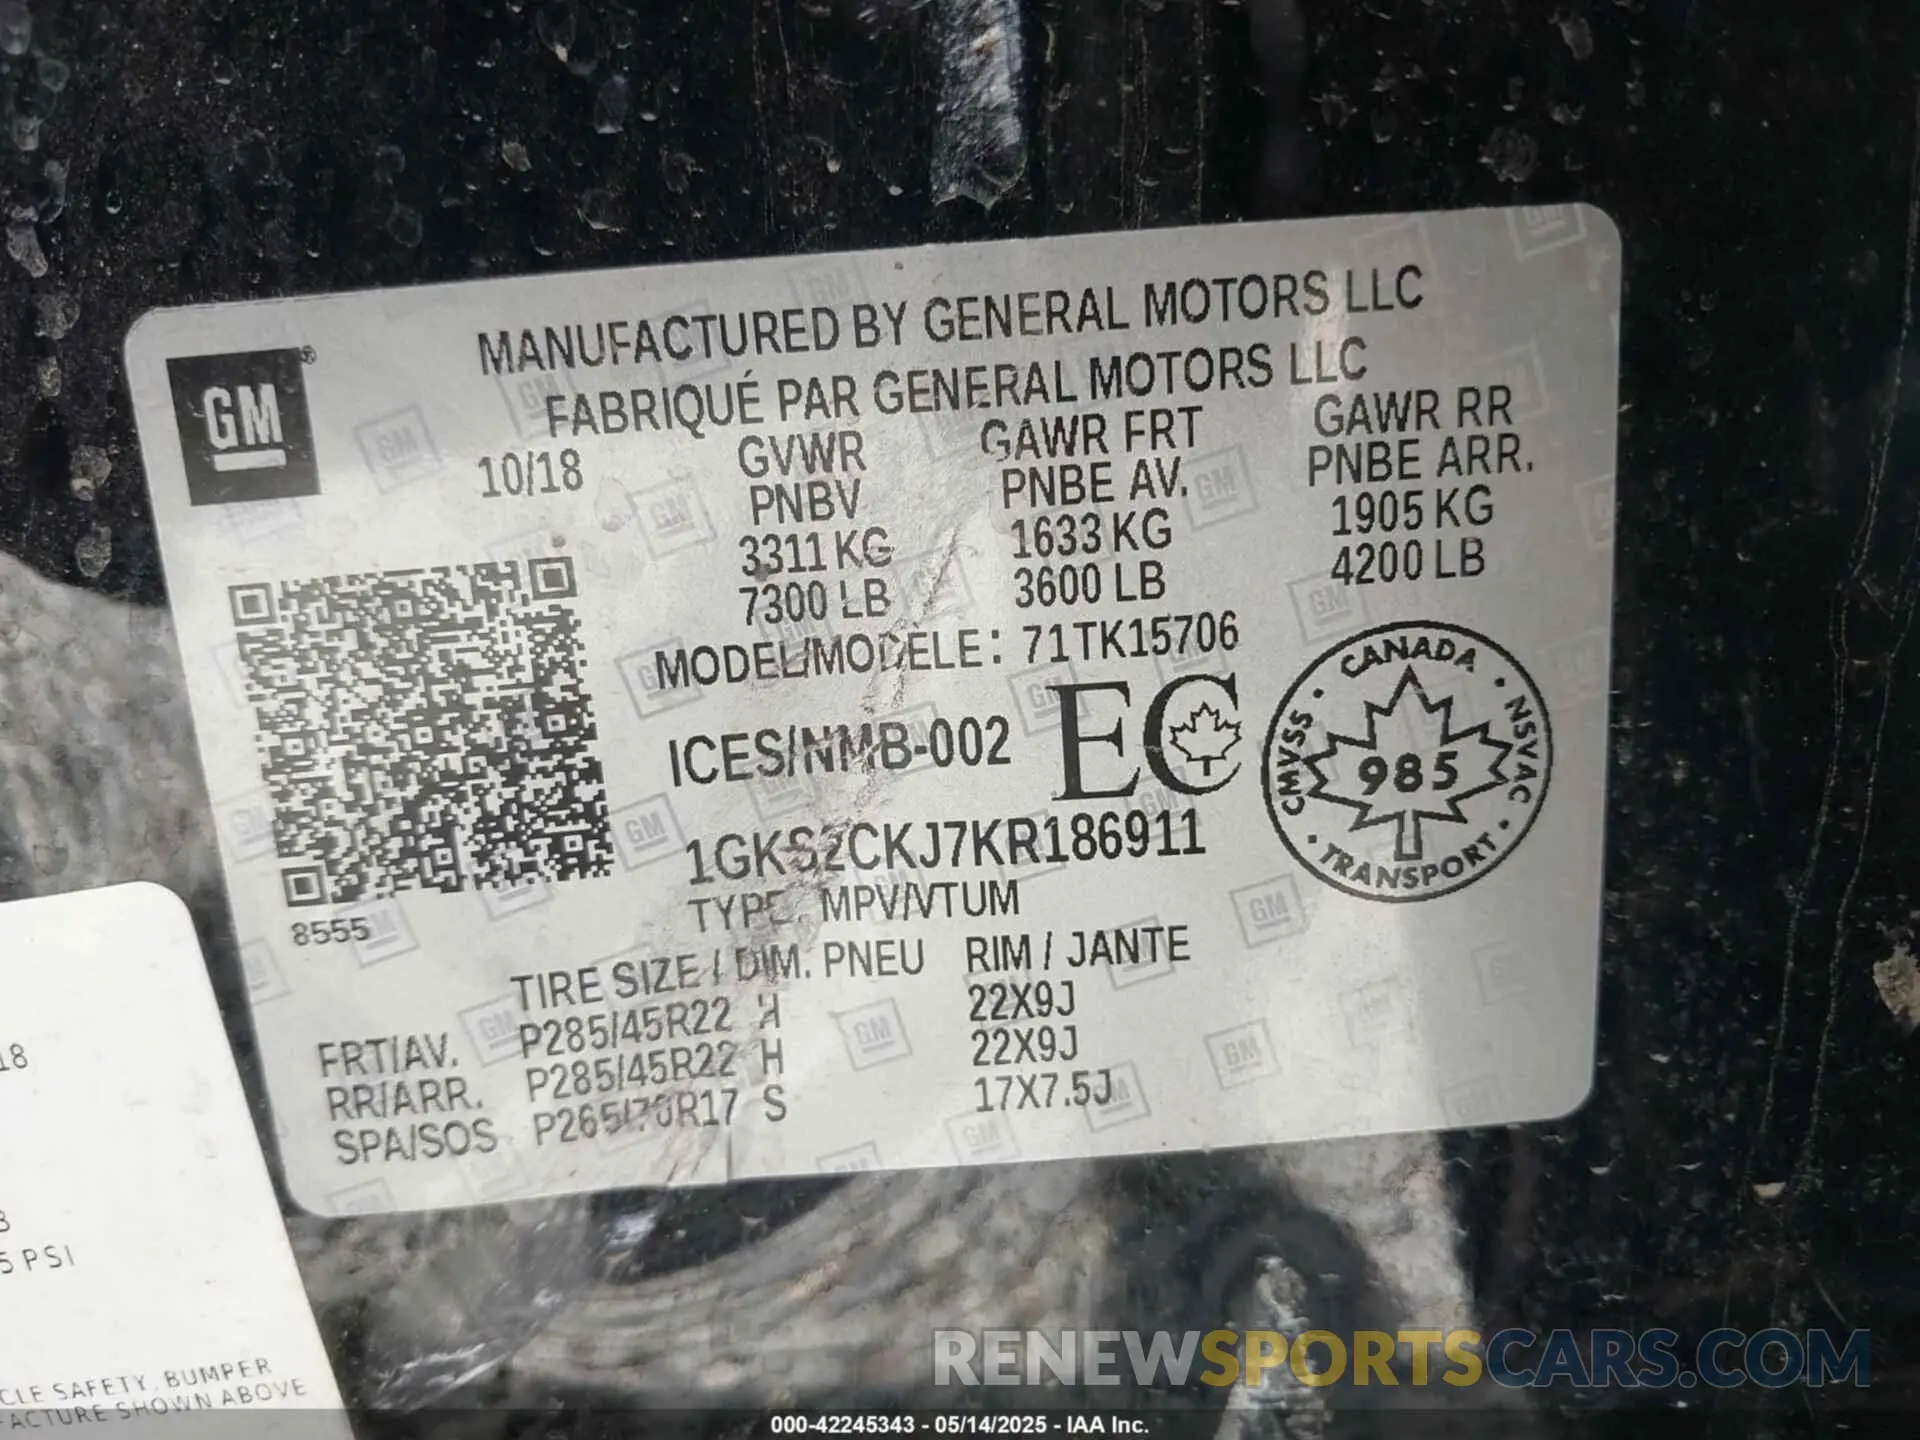 MANUFACTURED BY GENERAL MOTORS LLC
FABRIQUÉ PAR GENERAL MOTORS LLC
GM®
10/18
GVWR GAWR FRT GAWR RR
PNBV PNBE AV. PNBE ARR.
3311 KG 1633 KG 1905 KG
7300 LB 3600 LB 4200 LB
MODEL/MODÈLE: 71TK15706
ICES/NMB-002 EC
CANADA
CMVSS • NSVAC
985
TRANSPORT
1GKS2CKJ7KR186911
TYPE: MPV/VTUM
8555
TIRE SIZE / DIM. PNEU RIM / JANTE
FRT/AV. P285/45R22 H 22X9J
RR/ARR. P285/45R22 H 22X9J
SPA/SOS P265/70R17 S 17X7.5J
18
5 PSI
CLE SAFETY, BUMPER
FACTURE SHOWN ABOVE
RENEWSPORTSCARS.COM
000-42245343 - 05/14/2025 - IAA Inc.